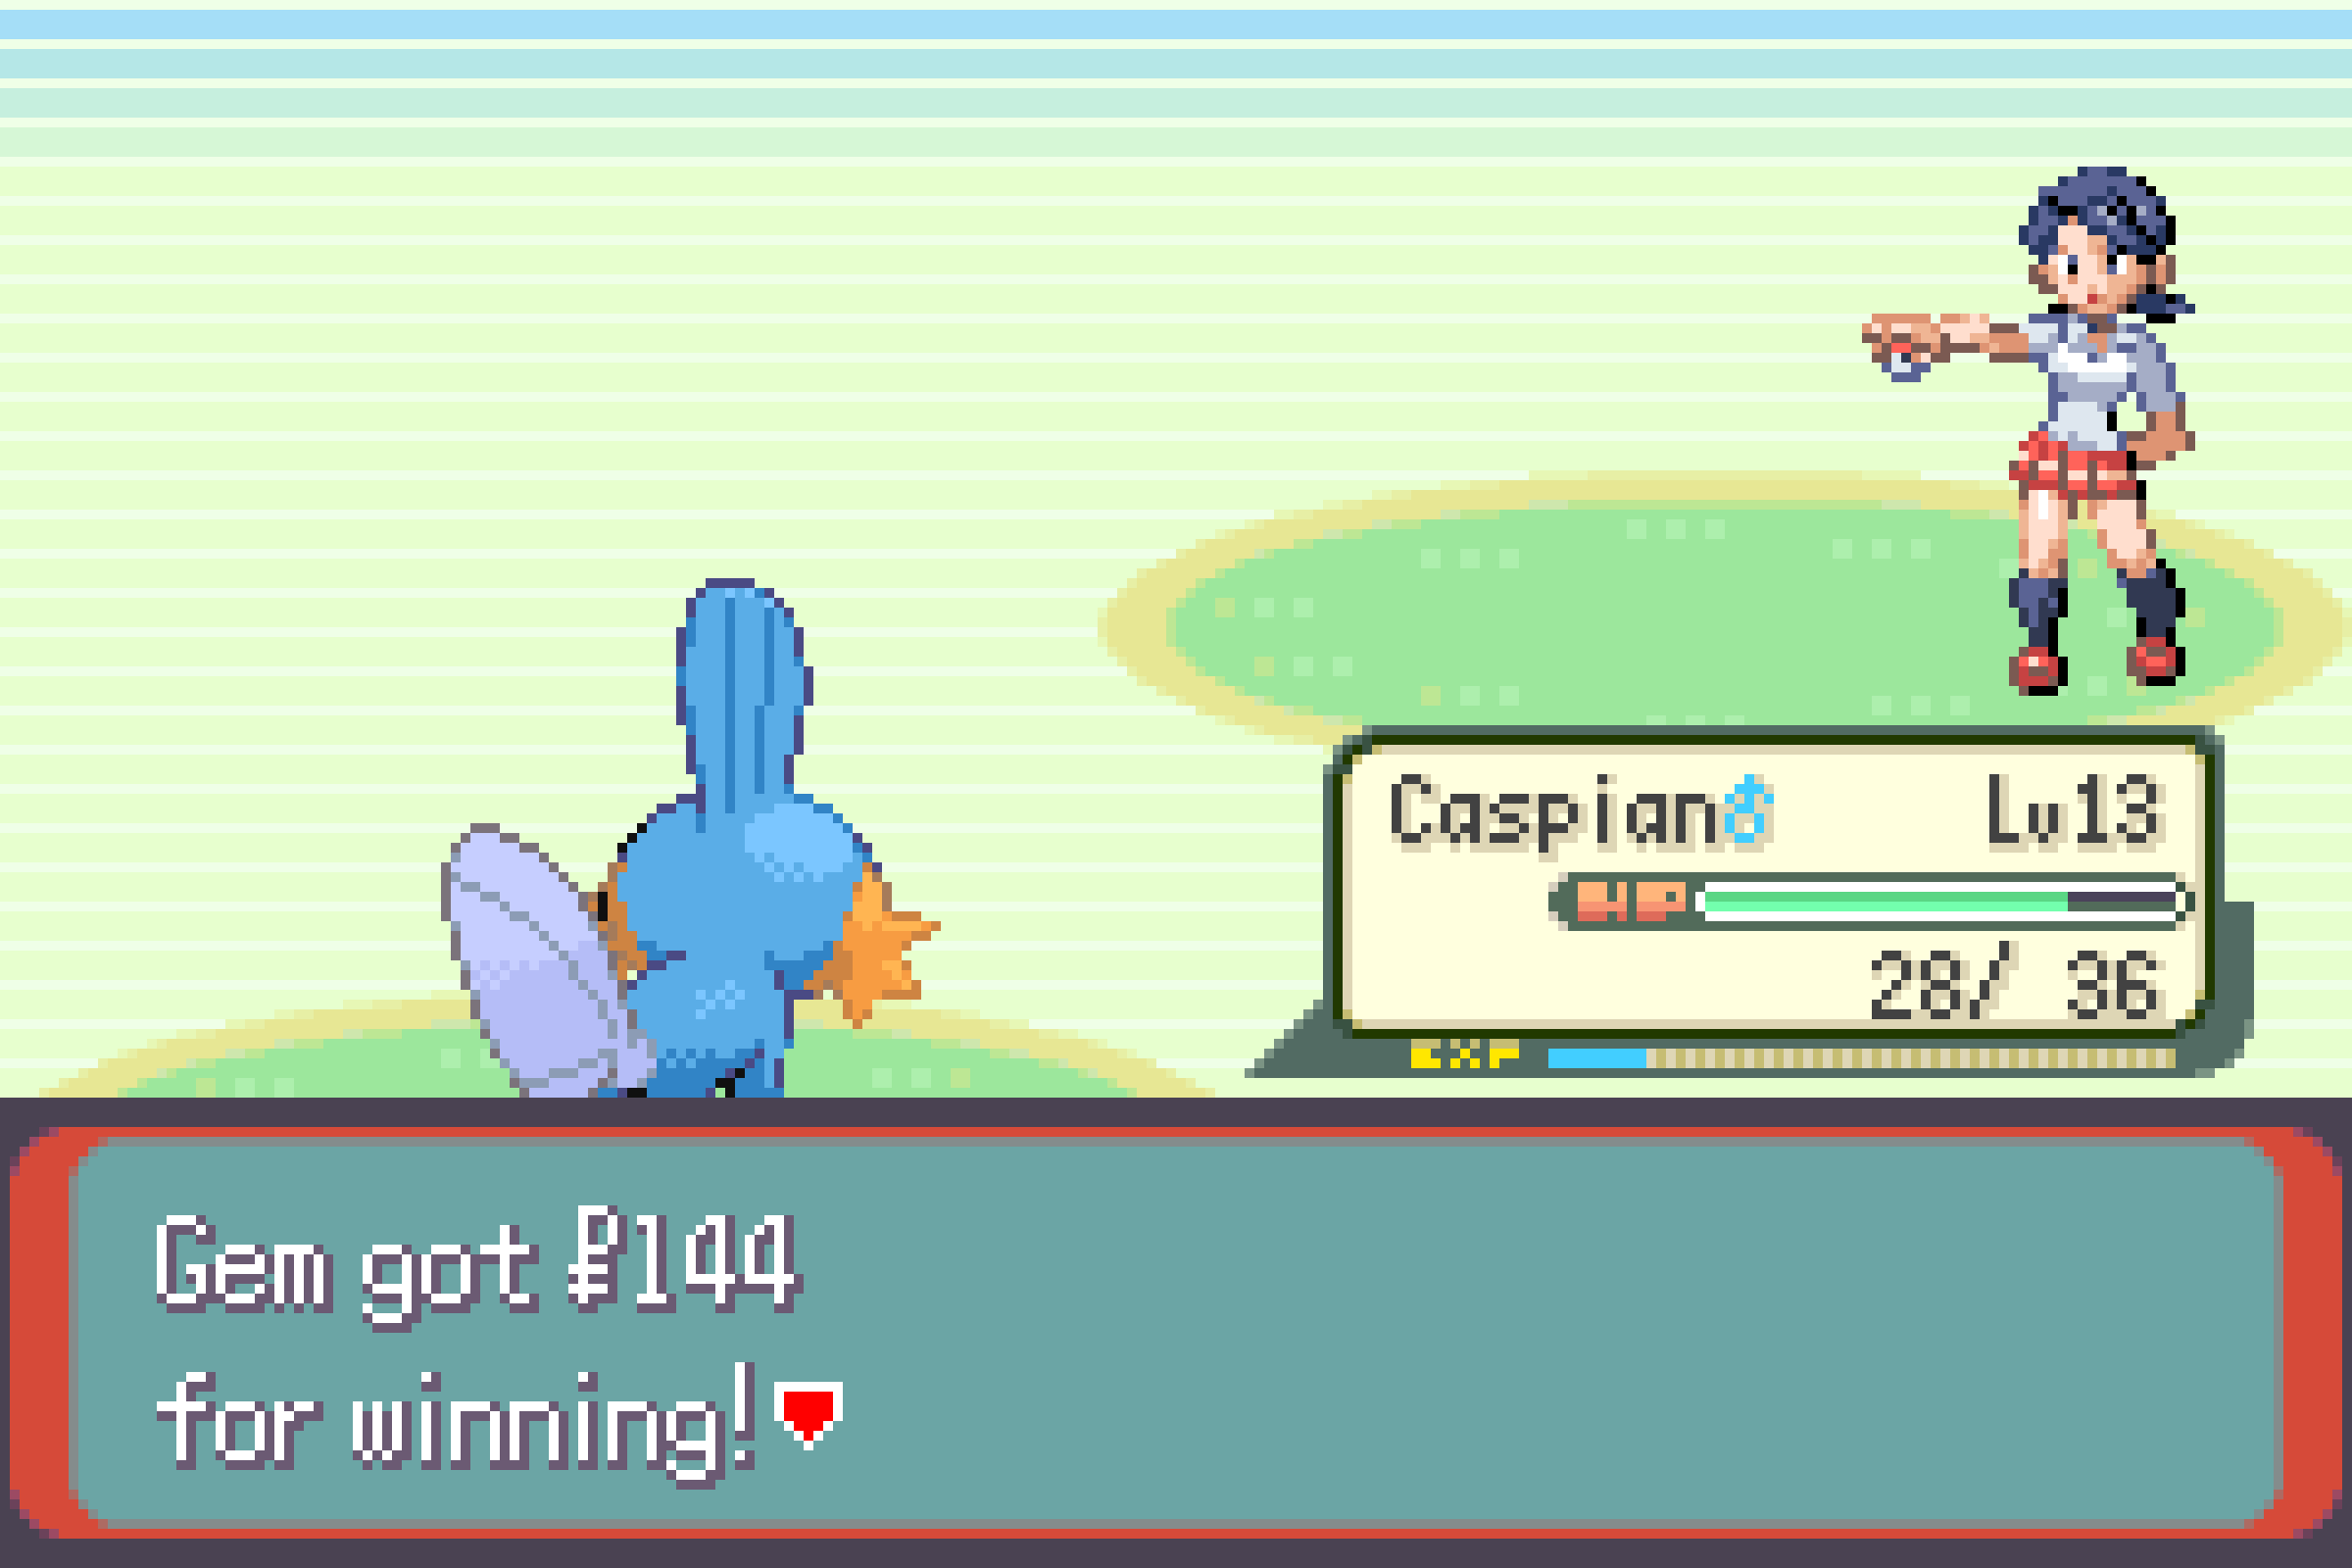 Caspian♂ Lv13
HP
28/ 36
EXP
Gem got ₽144
for winning!